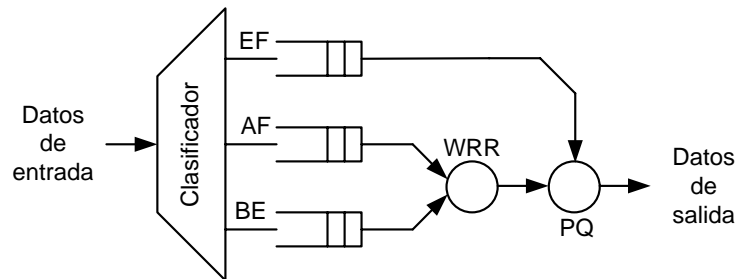 Datos
de
entrada
Clasificador
EF
AF
BE
WRR
PQ
Datos
de
salida